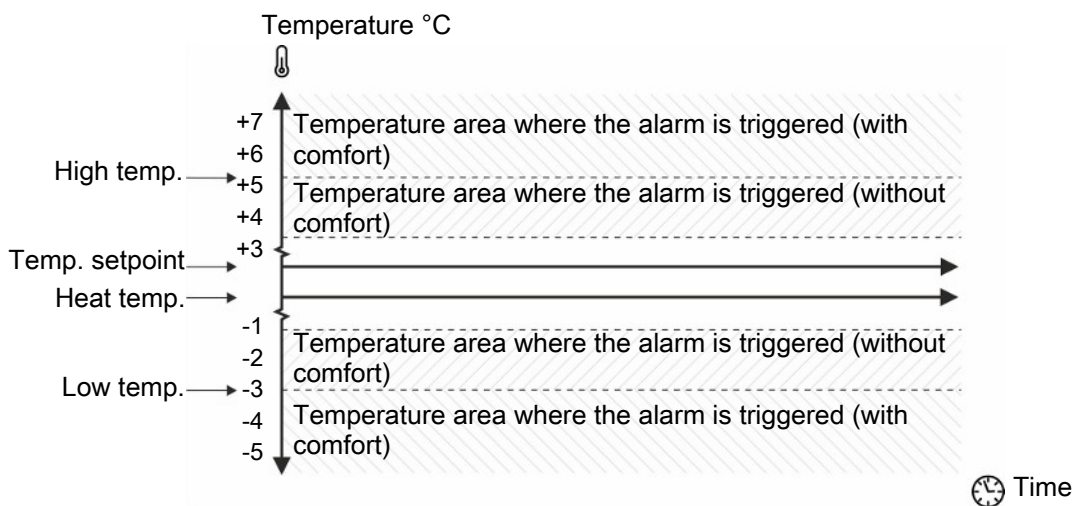 Temperature °C
+7
Temperature area where the alarm is triggered (with
comfort)
+6
High temp.
+5
Temperature area where the alarm is triggered (without
comfort)
+4
+3
Temp. setpoint
Heat temp.
-1
Temperature area where the alarm is triggered (without
comfort)
-2
Low temp.
-3
-4
Temperature area where the alarm is triggered (with
comfort)
-5
Time